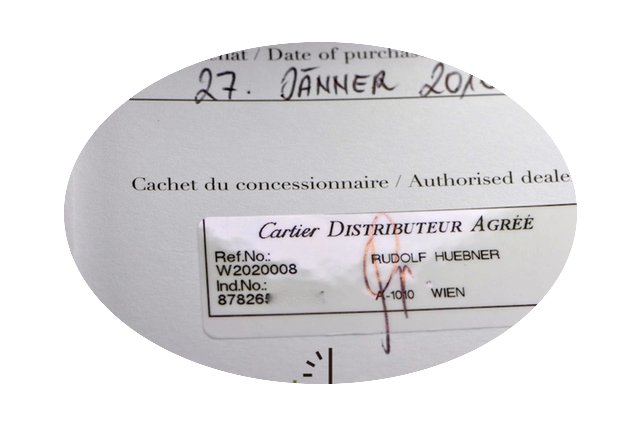 hat / Date of purchas
27. JÄNNER 201
Cachet du concessionnaire / Authorised deale
Cartier DISTRIBUTEUR AGRÉÉ
Ref.No.: RUDOLF HUEBNER
W2020008
Ind.No.: A-1010 WIEN
87826